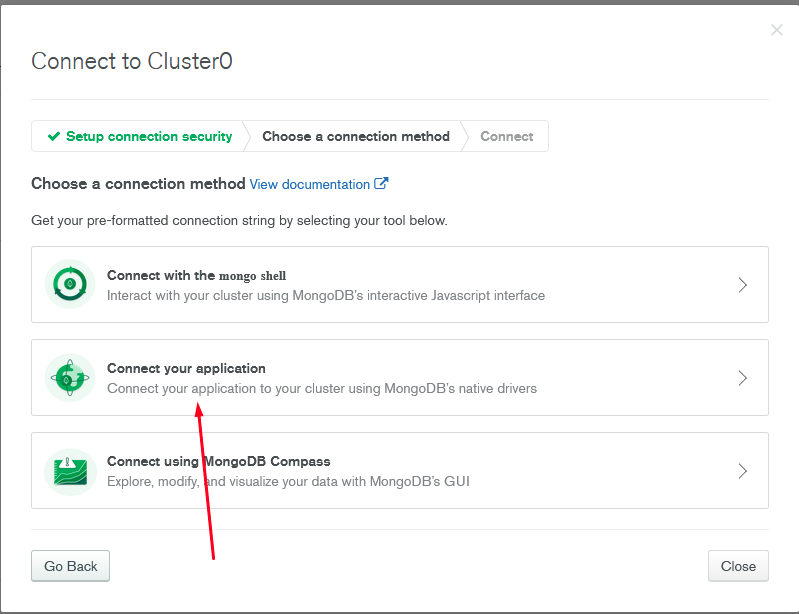 Connect to Cluster0
Setup connection security Choose a connection method Connect
Choose a connection method View documentation
Get your pre-formatted connection string by selecting your tool below.
Connect with the mongo shell
Interact with your cluster using MongoDB's interactive Javascript interface
Connect your application
Connect your application to your cluster using MongoDB's native drivers
Connect using MongoDB Compass
Explore, modify, and visualize your data with MongoDB's GUI
Go Back Close